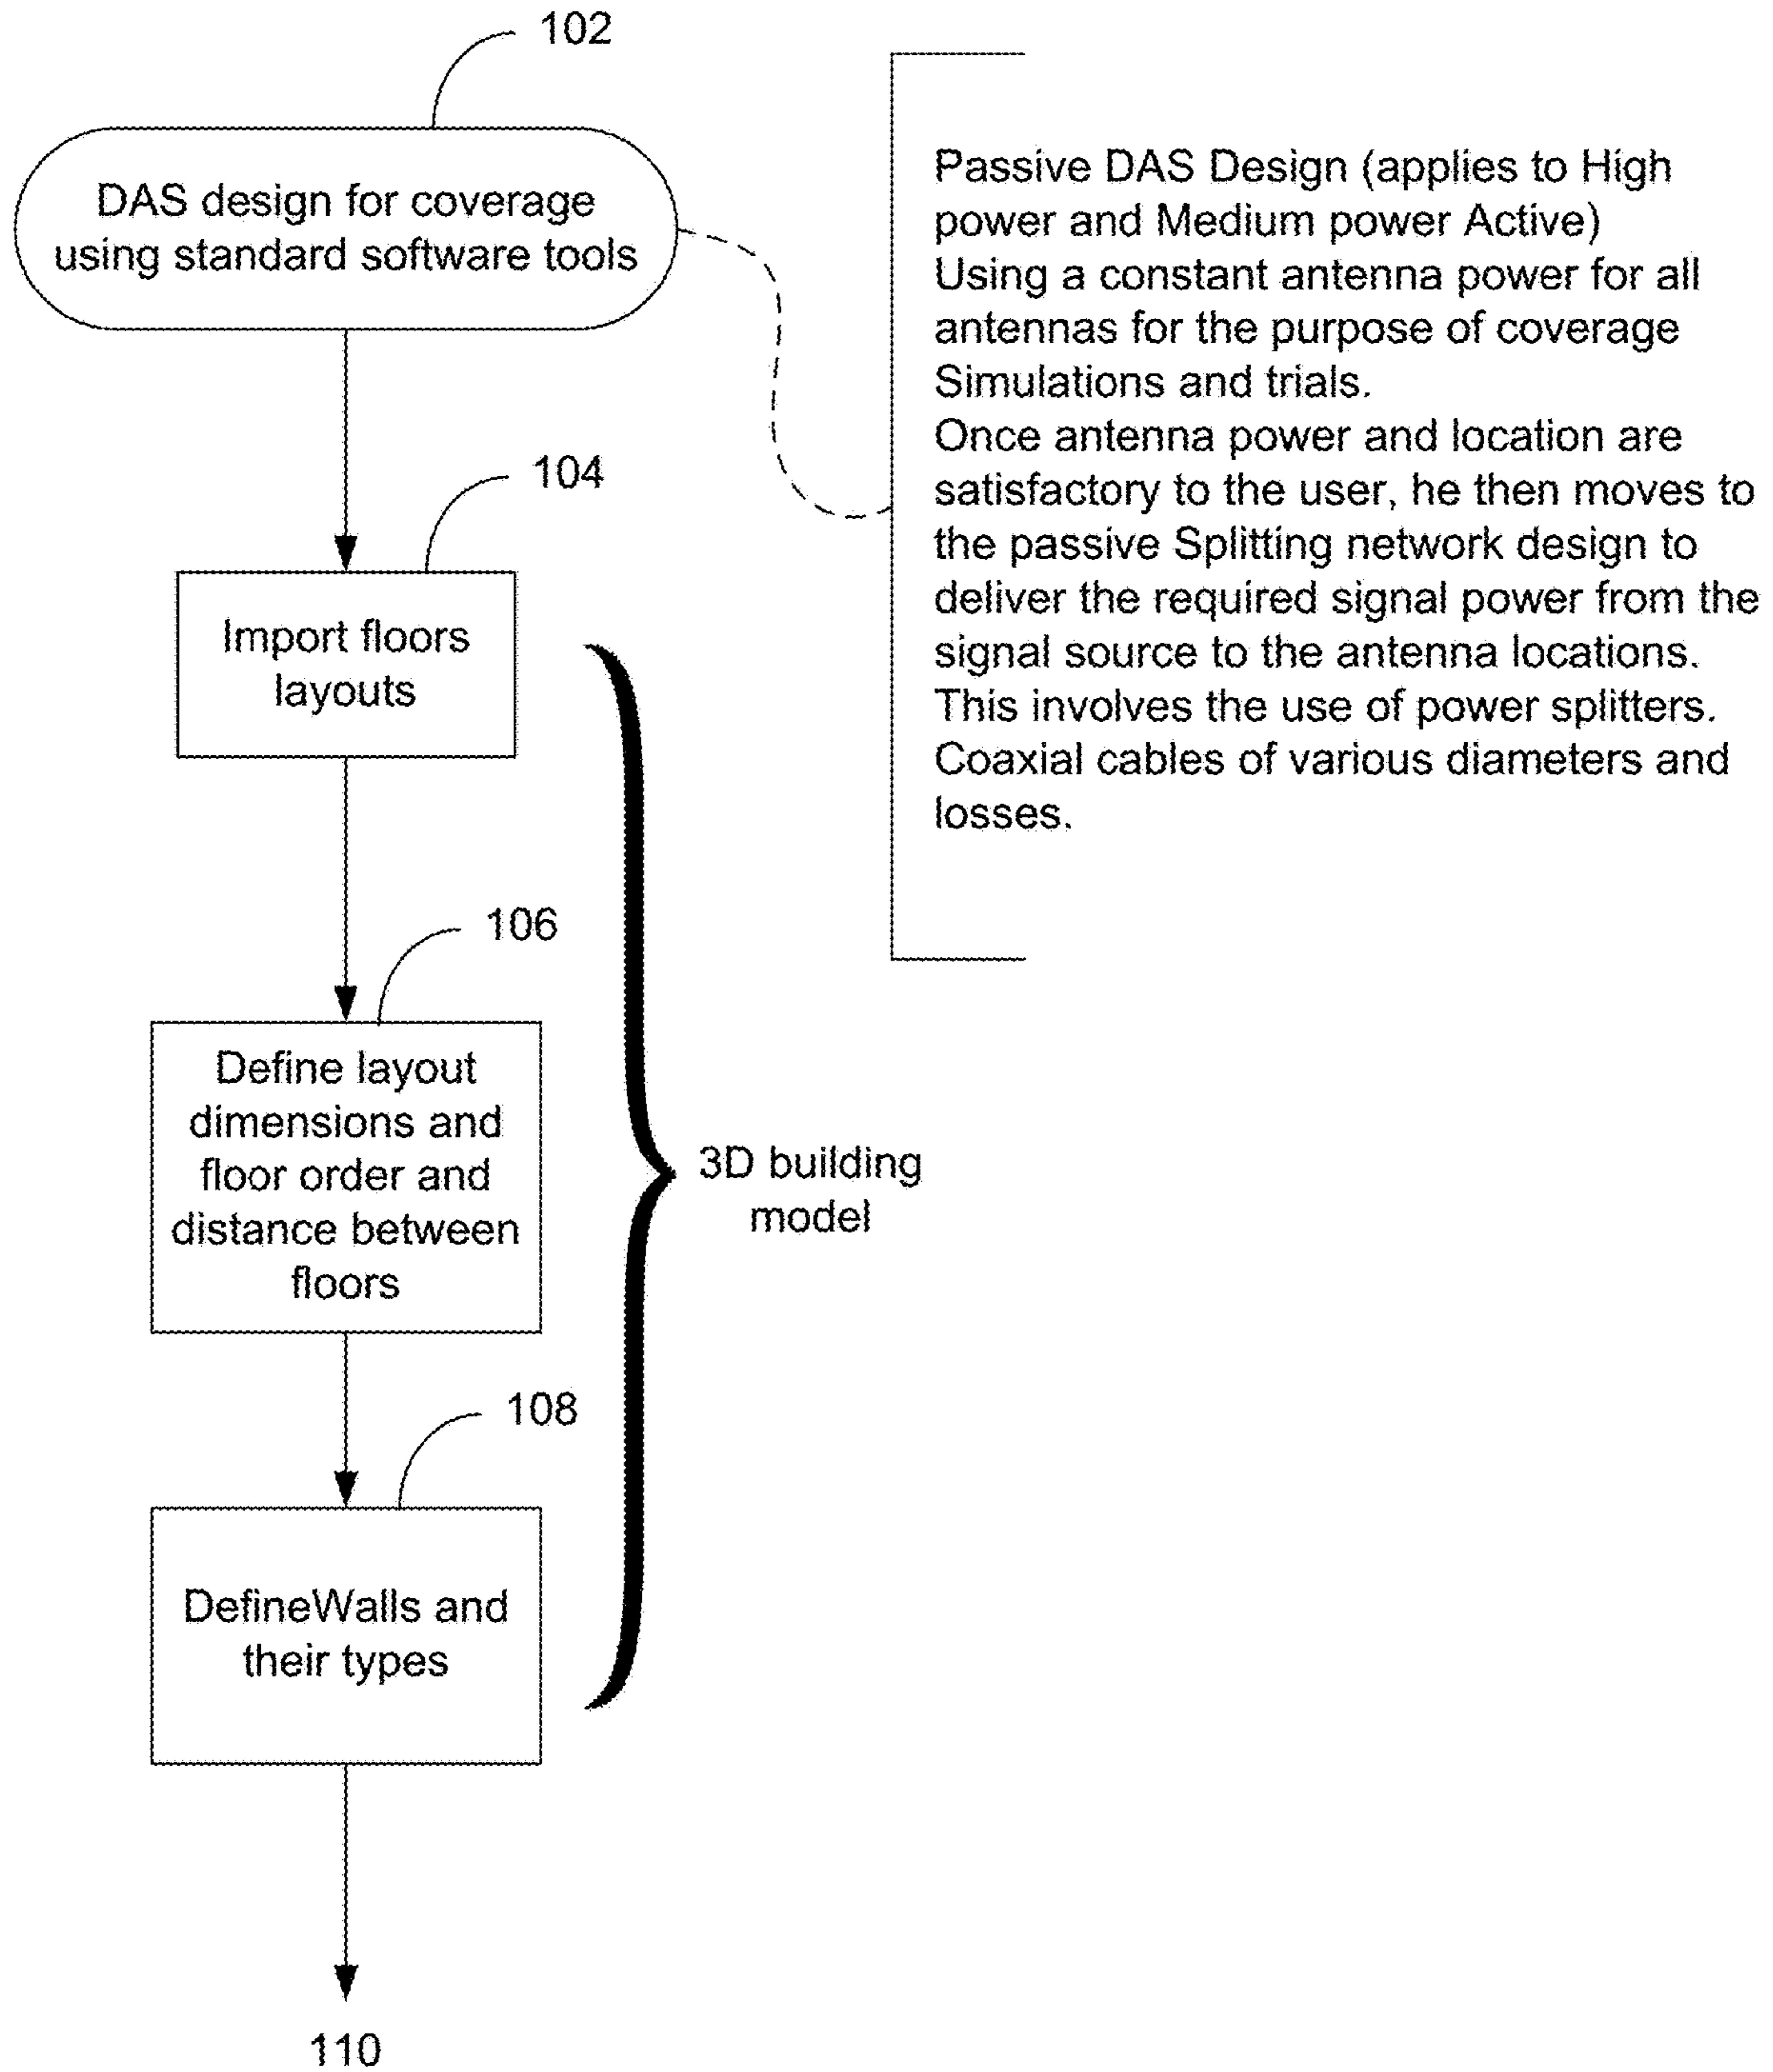 102
DAS design for coverage
using standard software tools
Passive DAS Design (applies to High
power and Medium power Active)
Using a constant antenna power for all
antennas for the purpose of coverage
Simulations and trials.
Once antenna power and location are
satisfactory to the user, he then moves to
the passive Splitting network design to
deliver the required signal power from the
signal source to the antenna locations.
This involves the use of power splitters.
Coaxial cables of various diameters and
losses.
104
Import floors
layouts
106
Define layout
dimensions and
floor order and
distance between
floors
3D building
model
108
DefineWalls and
their types
110